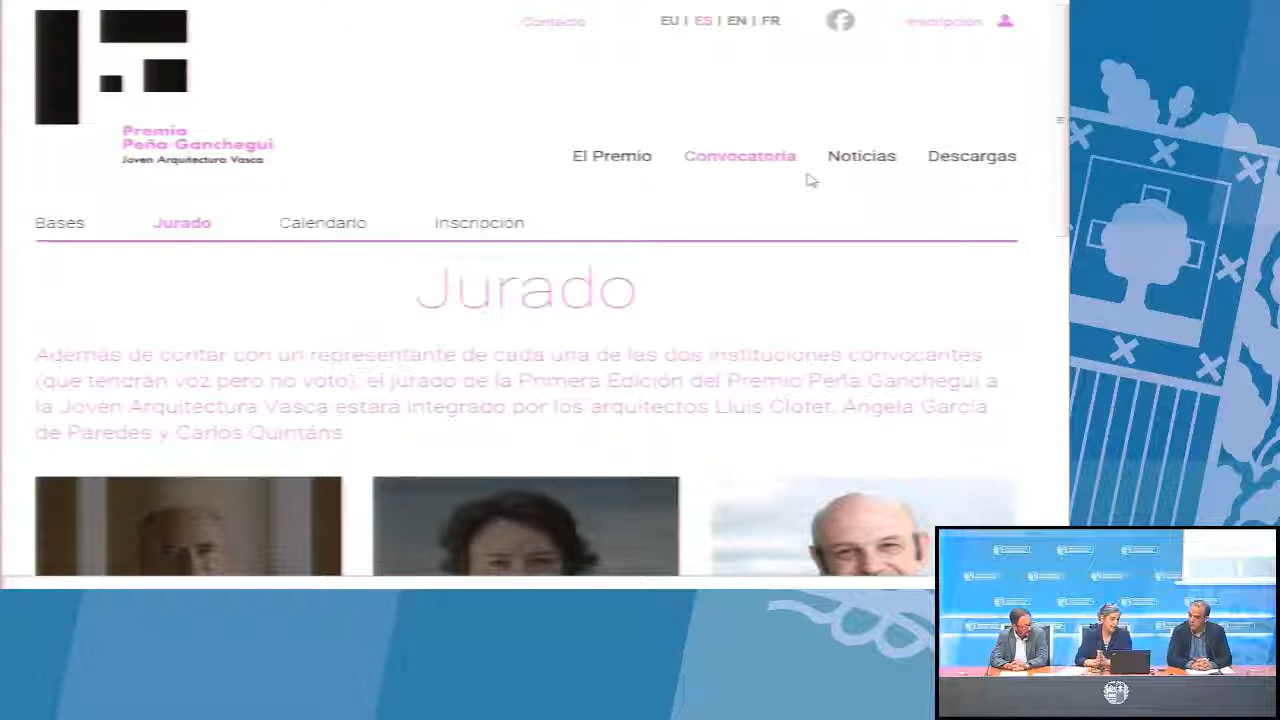 Contacto
EU | ES | EN | FR
Inscripción
Premio
Peña Ganchegui
Joven Arquitectura Vasca
El Premio
Convocatoria
Noticias
Descargas
Bases
Jurado
Calendario
Inscripción
Jurado
Además de contar con un representante de cada una de las dos instituciones convocantes
(que tendrán voz pero no voto), el jurado de la Primera Edición del Premio Peña Ganchegui a
la Joven Arquitectura Vasca estará integrado por los arquitectos Lluis Clotet, Angela García
de Paredes y Carlos Quintáns